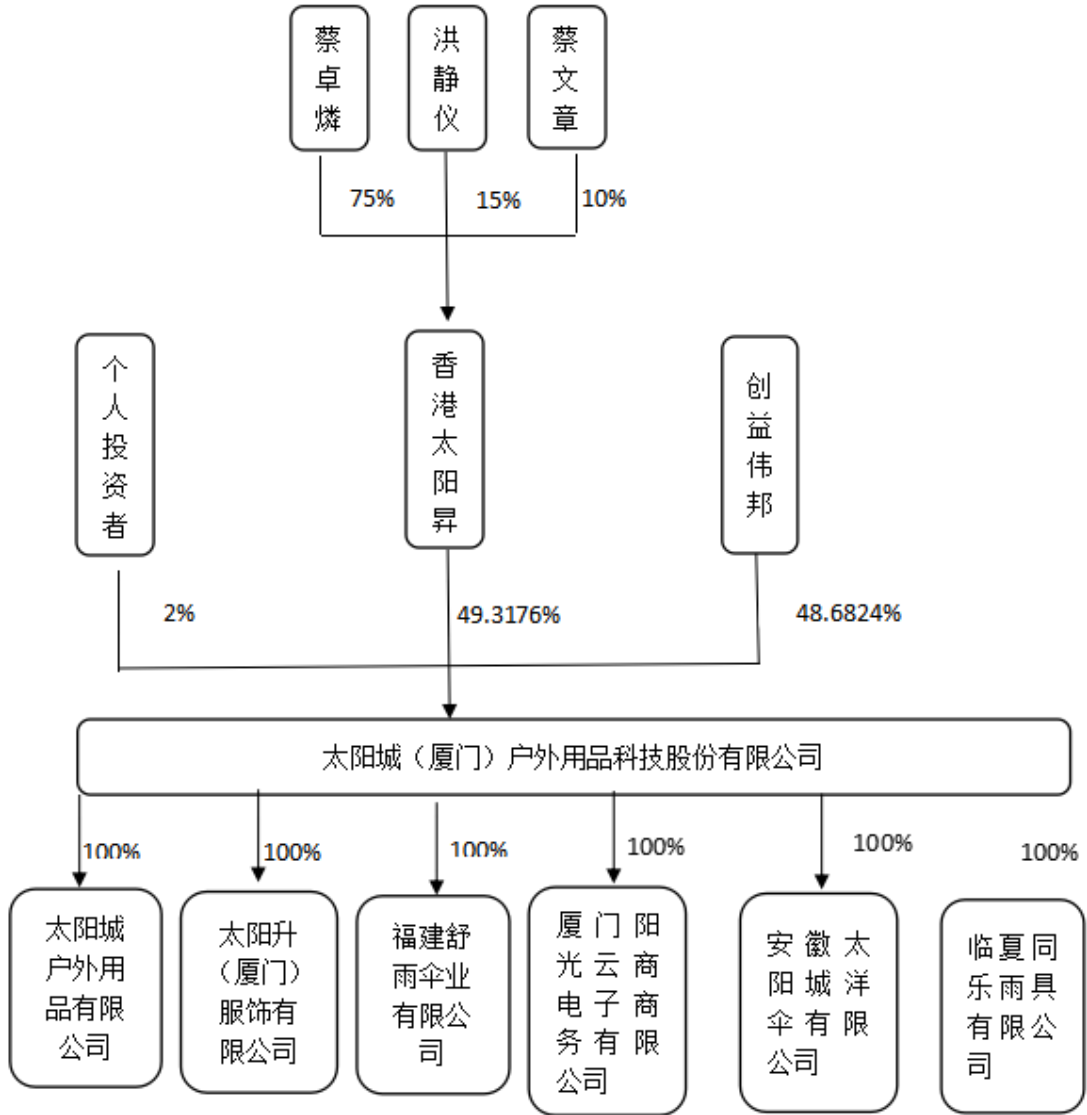 蔡卓燐
洪静仪
蔡文章
75%
15%
10%
个人投资者
香港太阳昇
创益伟邦
2%
49.3176%
48.6824%
太阳城（厦门）户外用品科技股份有限公司
100%
100%
100%
100%
100%
100%
太阳城
户外用
品有限
公司
太阳升
（厦门）
服饰有
限公司
福建舒
雨伞业
有限公
司
厦门阳
光云商
电子商
务有限
公司
安徽太
阳城洋
伞有限
公司
临夏同
乐雨具
有限公
司